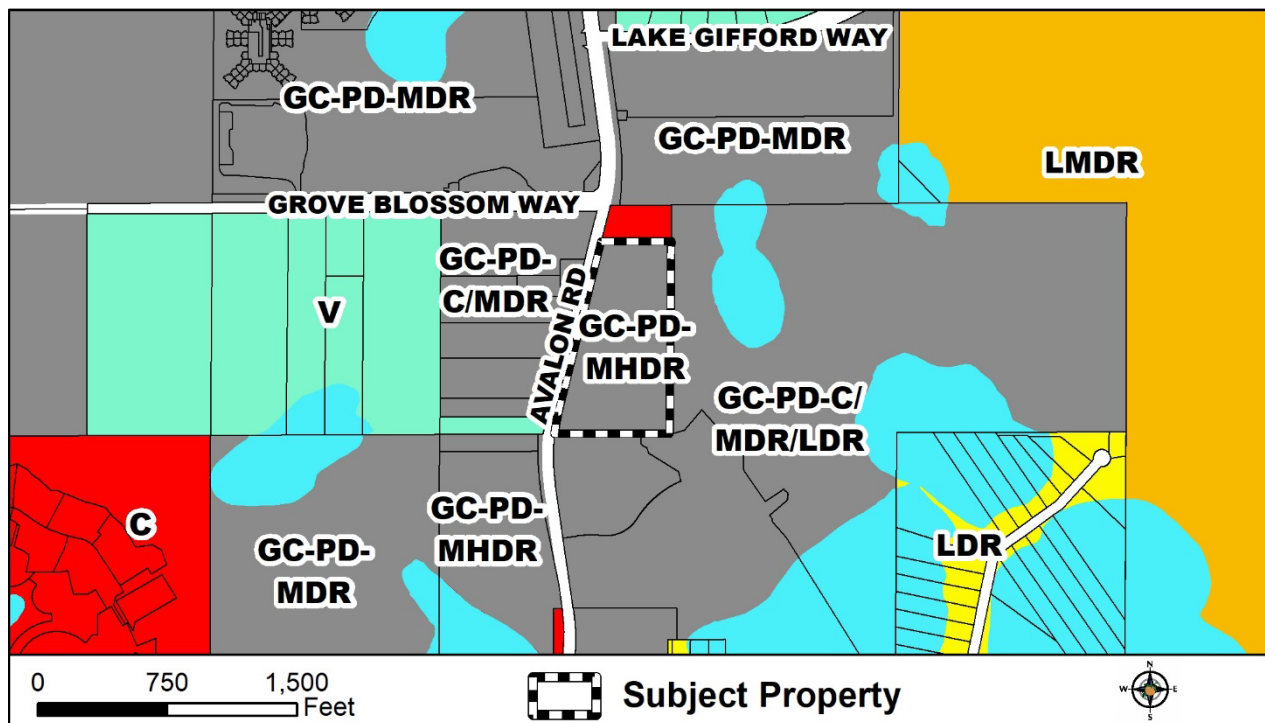 LAKE GIFFORD WAY
GC-PD-MDR
GC-PD-MDR
LMDR
GROVE BLOSSOM WAY
GC-PD-
C/MDR
V
AVALON RD
GC-PD-
MHDR
GC-PD-C/
MDR/LDR
C
GC-PD-
MHDR
GC-PD-
MDR
LDR
0 750 1,500
Feet
Subject Property
N
W E
S